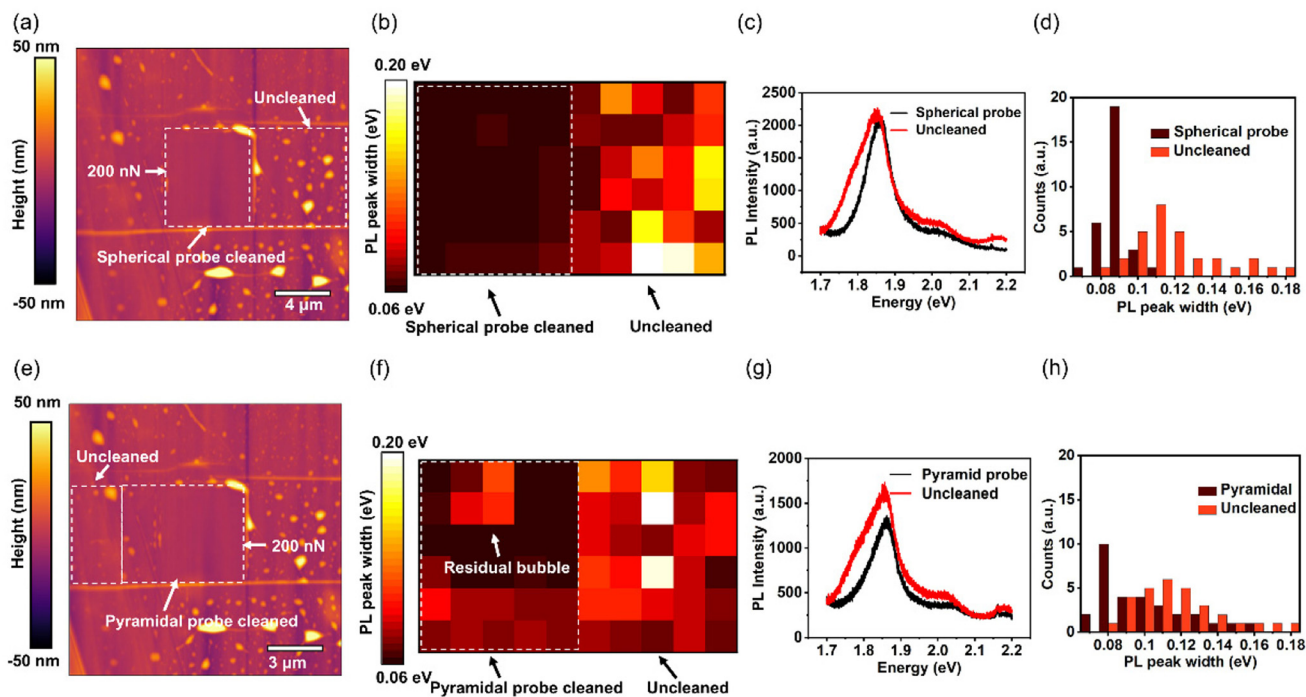 (a)
50 nm
Height (nm)
-50 nm
Uncleaned
200 nN
Spherical probe cleaned
4 μm
(b)
0.20 eV
PL peak width (eV)
0.06 eV
Spherical probe cleaned
Uncleaned
(c)
PL Intensity (a.u.)
2500
2000
1500
1000
500
0
Spherical probe
Uncleaned
1.7 1.8 1.9 2.0 2.1 2.2
Energy (eV)
(d)
Counts (a.u.)
20
15
10
5
0
Spherical probe
Uncleaned
0.08 0.10 0.12 0.14 0.16 0.18
PL peak width (eV)
(e)
50 nm
Height (nm)
-50 nm
Uncleaned
200 nN
Pyramidal probe cleaned
3 μm
(f)
0.20 eV
PL peak width (eV)
0.06 eV
Residual bubble
Pyramidal probe cleaned
Uncleaned
(g)
PL Intensity (a.u.)
2000
1500
1000
500
0
Pyramid probe
Uncleaned
1.7 1.8 1.9 2.0 2.1 2.2
Energy (eV)
(h)
Counts (a.u.)
20
15
10
5
0
Pyramidal
Uncleaned
0.08 0.10 0.12 0.14 0.16 0.18
PL peak width (eV)